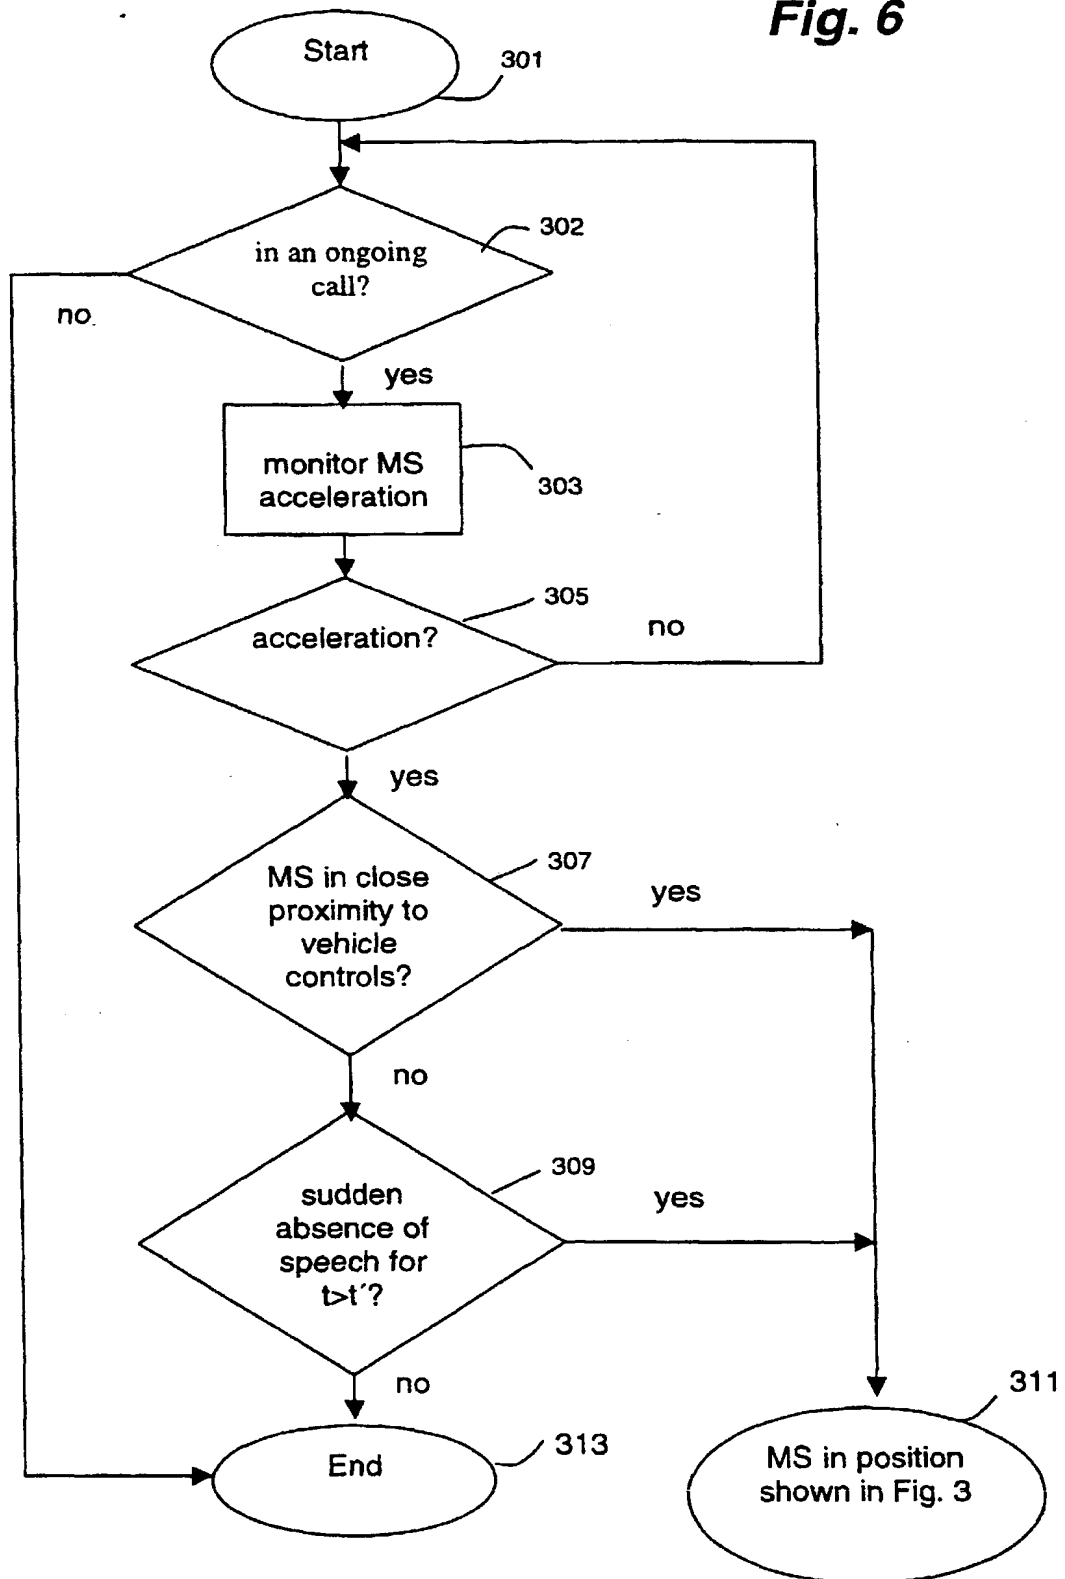 Fig. 6
Start
301
302
in an ongoing
call?
no
yes
monitor MS
acceleration
303
305
acceleration?
no
yes
307
MS in close
proximity to
vehicle
controls?
yes
no
309
sudden
absence of
speech for
t>t´?
yes
no
311
End
313
MS in position
shown in Fig. 3